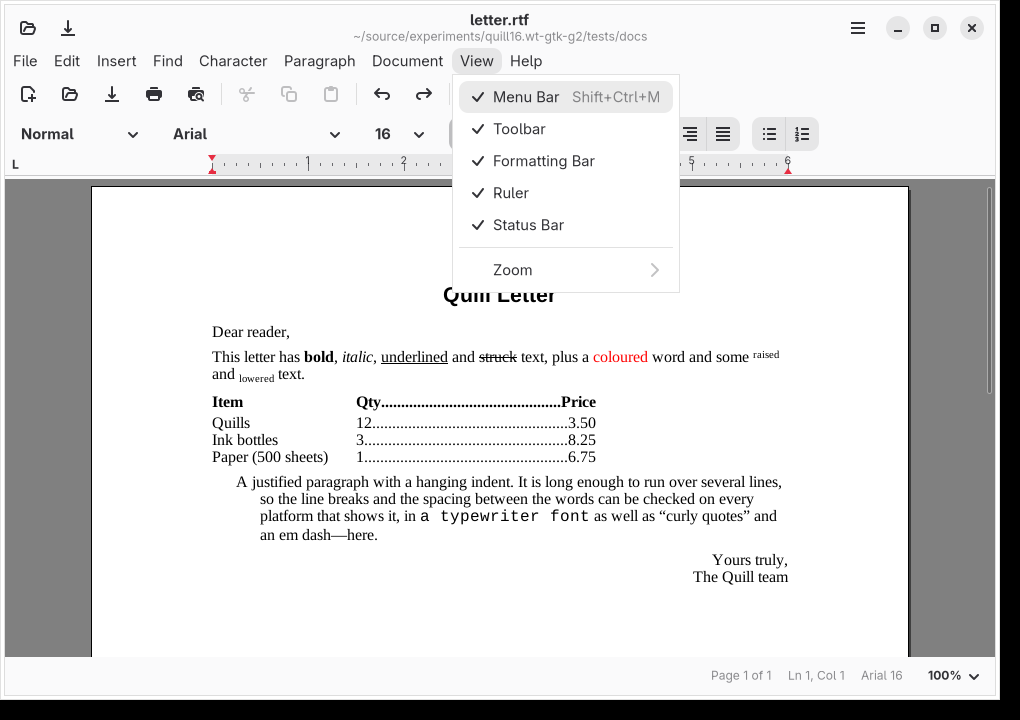 letter.rtf
~/source/experiments/quill16.wt-gtk-g2/tests/docs
File Edit Insert Find Character Paragraph Document View Help
Menu Bar Shift+Ctrl+M
Toolbar
Formatting Bar
Ruler
Status Bar
Zoom
Normal Arial 16
L 1 2 5 6
Quill Letter
Dear reader,
This letter has bold, italic, underlined and struck text, plus a coloured word and some raised
and lowered text.
Item Qty.............................................Price
Quills 12.................................................3.50
Ink bottles 3...................................................8.25
Paper (500 sheets) 1...................................................6.75
A justified paragraph with a hanging indent. It is long enough to run over several lines,
so the line breaks and the spacing between the words can be checked on every
platform that shows it, in a typewriter font as well as “curly quotes” and
an em dash—here.
Yours truly,
The Quill team
Page 1 of 1 Ln 1, Col 1 Arial 16 100%